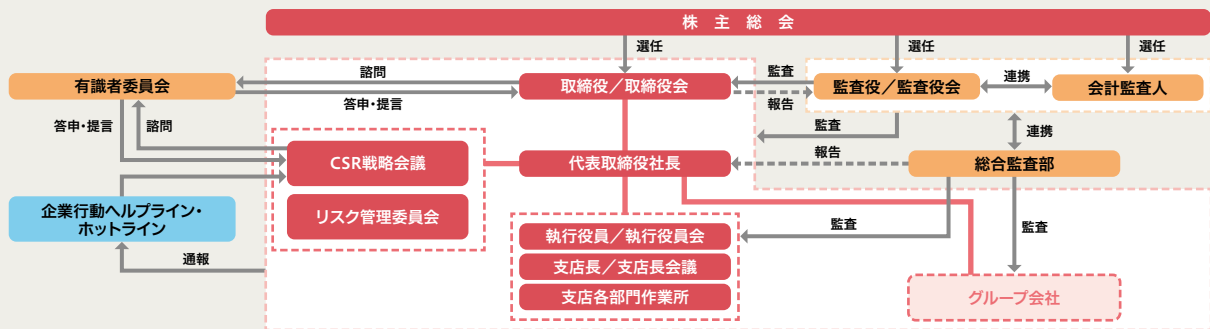 株主総会
選任
選任
選任
有識者委員会
諮問
答申・提言
取締役／取締役会
監査
報告
監査役／監査役会
連携
会計監査人
答申・提言
諮問
監査
連携
CSR戦略会議
代表取締役社長
報告
総合監査部
リスク管理委員会
企業行動ヘルプライン・
ホットライン
通報
執行役員／執行役員会
支店長／支店長会議
支店各部門作業所
監査
監査
グループ会社